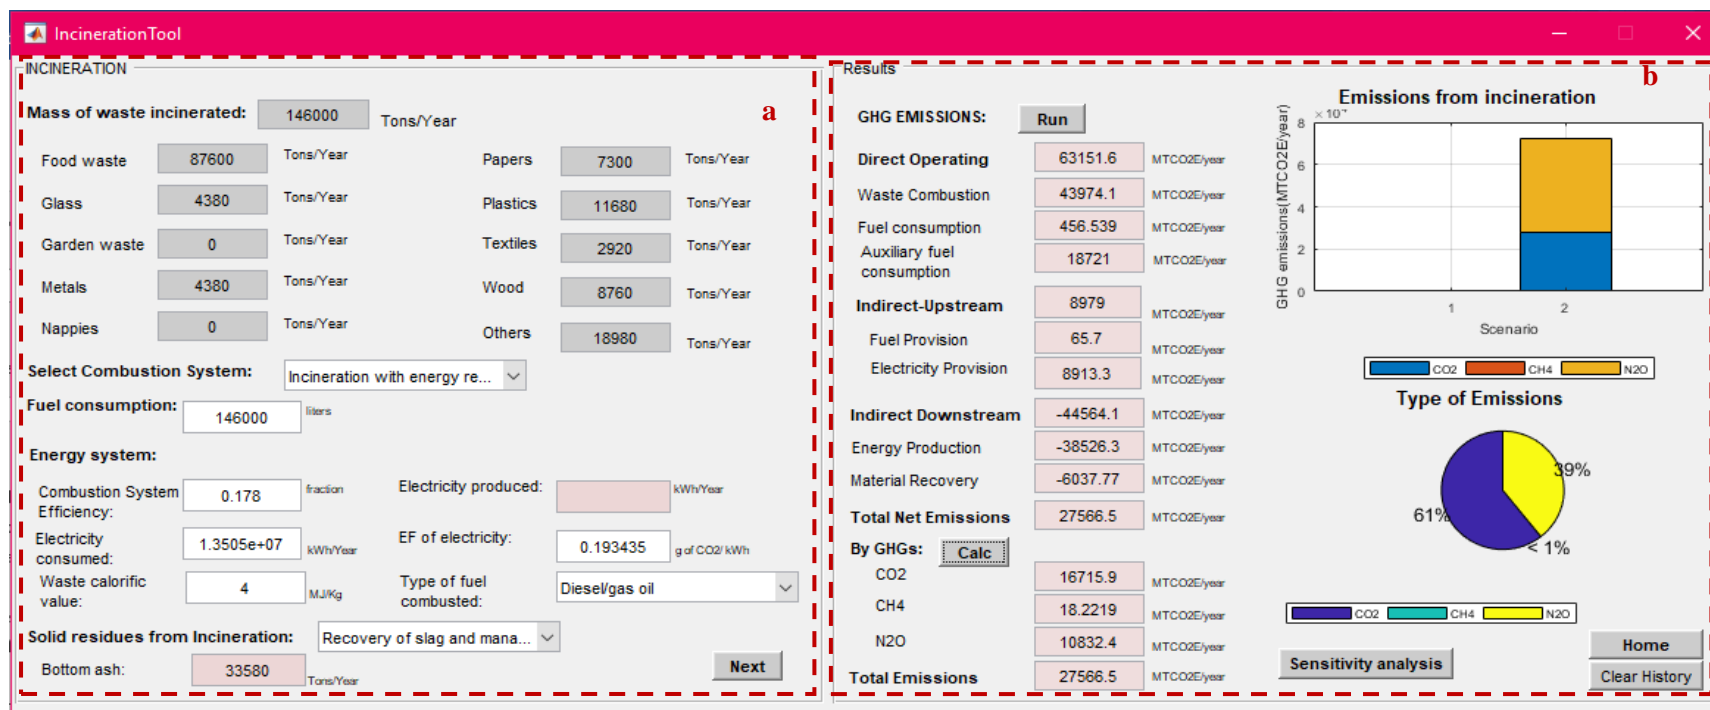 IncinerationTool
INCINERATION
a
Mass of waste incinerated: 146000 Tons/Year
Food waste 87600 Tons/Year Papers 7300 Tons/Year
Glass 4380 Tons/Year Plastics 11680 Tons/Year
Garden waste 0 Tons/Year Textiles 2920 Tons/Year
Metals 4380 Tons/Year Wood 8760 Tons/Year
Nappies 0 Tons/Year Others 18980 Tons/Year
Select Combustion System: Incineration with energy re...
Fuel consumption: 146000 liters
Energy system:
Combustion System Efficiency: 0.178 fraction Electricity produced: kWh/Year
Electricity consumed: 1.3505e+07 kWh/Year EF of electricity: 0.193435 g of CO2/ kWh
Waste calorific value: 4 MJ/Kg Type of fuel combusted: Diesel/gas oil
Solid residues from Incineration: Recovery of slag and mana...
Bottom ash: 33580 Tons/Year
Next
Results
b
GHG EMISSIONS: Run
Direct Operating 63151.6 MTCO2E/year
Waste Combustion 43974.1 MTCO2E/year
Fuel consumption 456.539 MTCO2E/year
Auxiliary fuel consumption 18721 MTCO2E/year
Indirect-Upstream 8979 MTCO2E/year
Fuel Provision 65.7 MTCO2E/year
Electricity Provision 8913.3 MTCO2E/year
Indirect Downstream -44564.1 MTCO2E/year
Energy Production -38526.3 MTCO2E/year
Material Recovery -6037.77 MTCO2E/year
Total Net Emissions 27566.5 MTCO2E/year
By GHGs: Calc
CO2 16715.9 MTCO2E/year
CH4 18.2219 MTCO2E/year
N2O 10832.4 MTCO2E/year
Total Emissions 27566.5 MTCO2E/year
Emissions from incineration
GHG emissions(MTCO2E/year)
8
6
4
2
0
1 2
Scenario
CO2 CH4 N2O
Type of Emissions
39%
61%
< 1%
CO2 CH4 N2O
Sensitivity analysis
Home
Clear History